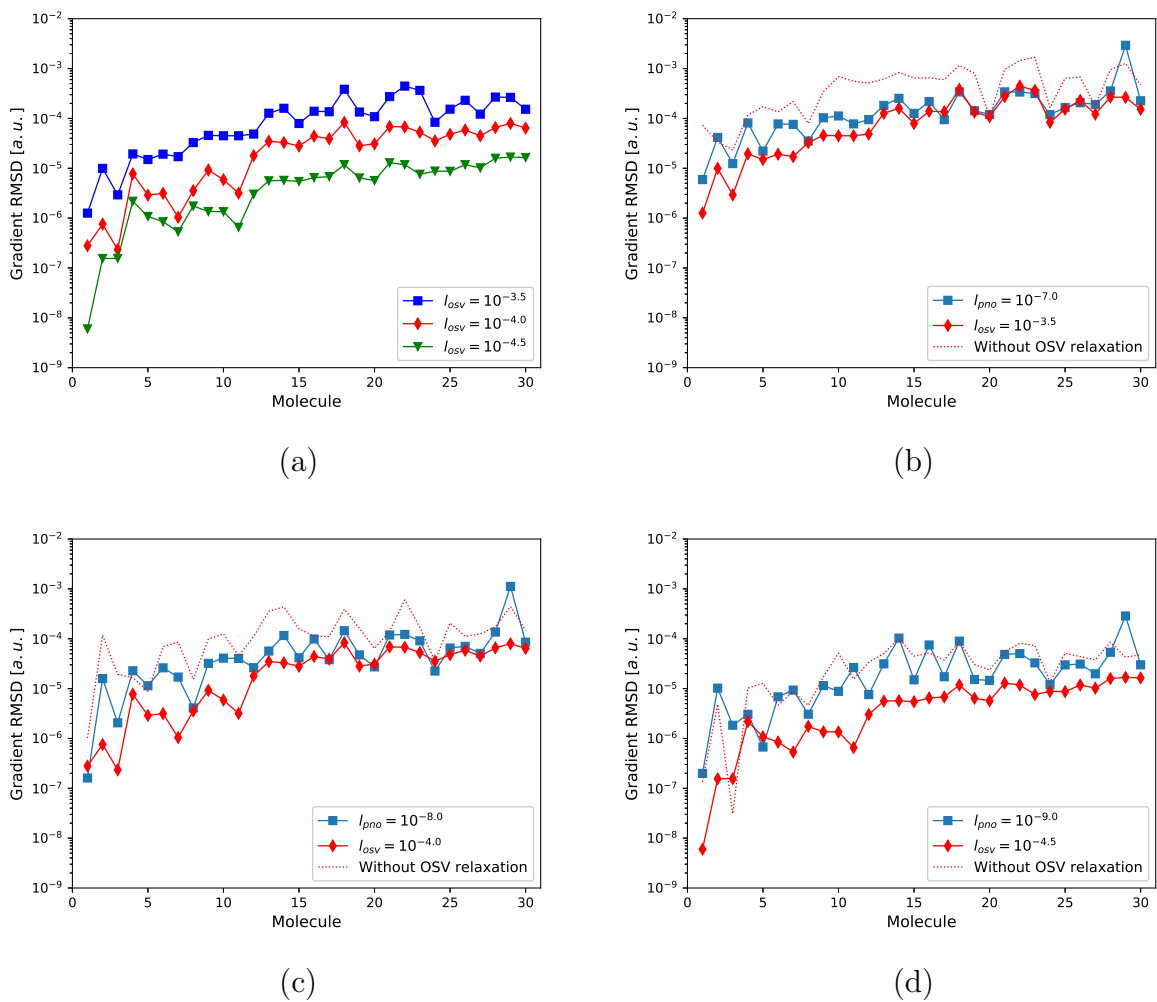 10⁻²
10⁻³
10⁻⁴
10⁻⁵
10⁻⁶
10⁻⁷
10⁻⁸
10⁻⁹
Gradient RMSD [a. u. ]
0 5 10 15 20 25 30
Molecule
l_osv = 10^−3.5
l_osv = 10^−4.0
l_osv = 10^−4.5
(a)
10⁻²
10⁻³
10⁻⁴
10⁻⁵
10⁻⁶
10⁻⁷
10⁻⁸
10⁻⁹
Gradient RMSD [a. u. ]
0 5 10 15 20 25 30
Molecule
l_pno = 10^−7.0
l_osv = 10^−3.5
Without OSV relaxation
(b)
10⁻²
10⁻³
10⁻⁴
10⁻⁵
10⁻⁶
10⁻⁷
10⁻⁸
10⁻⁹
Gradient RMSD [a. u. ]
0 5 10 15 20 25 30
Molecule
l_pno = 10^−8.0
l_osv = 10^−4.0
Without OSV relaxation
(c)
10⁻²
10⁻³
10⁻⁴
10⁻⁵
10⁻⁶
10⁻⁷
10⁻⁸
10⁻⁹
Gradient RMSD [a. u. ]
0 5 10 15 20 25 30
Molecule
l_pno = 10^−9.0
l_osv = 10^−4.5
Without OSV relaxation
(d)